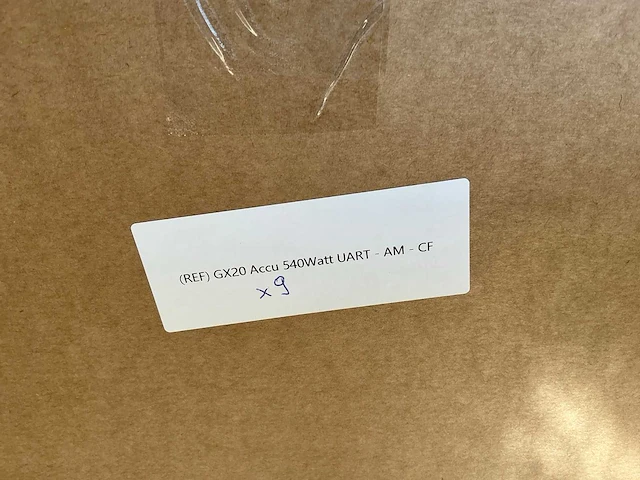 (REF) GX20 Accu 540Watt UART - AM - CF
x9